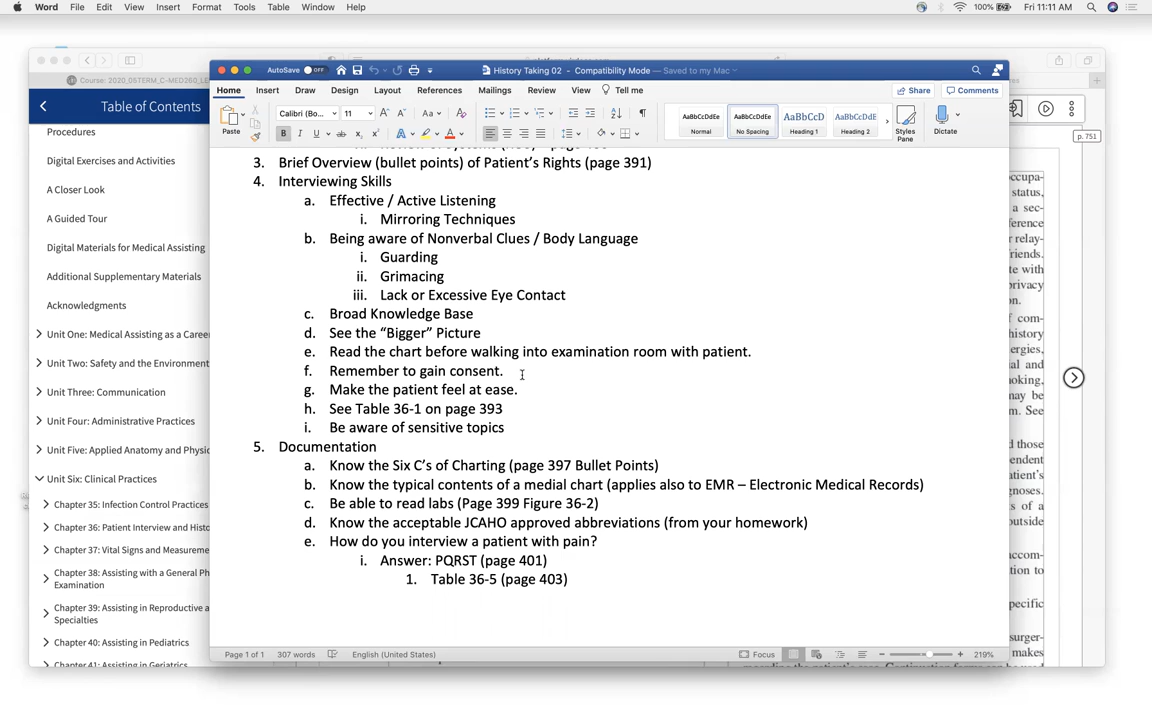 Word File Edit View Insert Format Tools Table Window Help 100% Fri 11:11 AM
AutoSave OFF History Taking 02 - Compatibility Mode — Saved to my Mac
Course: 2020_05TERM_C-MED260_LE
Home Insert Draw Design Layout References Mailings Review View Tell me Share Comments
Table of Contents
Paste Calibri (Bo... 11 AaBbCcDdEe AaBbCcDdEe AaBbCcD AaBbCcDdE Styles Pane Dictate
Normal No Spacing Heading 1 Heading 2
p. 751
Procedures
Digital Exercises and Activities
A Closer Look
A Guided Tour
Digital Materials for Medical Assisting
Additional Supplementary Materials
Acknowledgments
Unit One: Medical Assisting as a Career
Unit Two: Safety and the Environment
Unit Three: Communication
Unit Four: Administrative Practices
Unit Five: Applied Anatomy and Physic
Unit Six: Clinical Practices
Chapter 35: Infection Control Practices
Chapter 36: Patient Interview and Histo
Chapter 37: Vital Signs and Measureme
Chapter 38: Assisting with a General Ph
Examination
Chapter 39: Assisting in Reproductive a
Specialties
Chapter 40: Assisting in Pediatrics
Chapter 41: Assisting in Geriatrics
3. Brief Overview (bullet points) of Patient's Rights (page 391)
4. Interviewing Skills
a. Effective / Active Listening
i. Mirroring Techniques
b. Being aware of Nonverbal Clues / Body Language
i. Guarding
ii. Grimacing
iii. Lack or Excessive Eye Contact
c. Broad Knowledge Base
d. See the “Bigger” Picture
e. Read the chart before walking into examination room with patient.
f. Remember to gain consent.
g. Make the patient feel at ease.
h. See Table 36-1 on page 393
i. Be aware of sensitive topics
5. Documentation
a. Know the Six C's of Charting (page 397 Bullet Points)
b. Know the typical contents of a medial chart (applies also to EMR – Electronic Medical Records)
c. Be able to read labs (Page 399 Figure 36-2)
d. Know the acceptable JCAHO approved abbreviations (from your homework)
e. How do you interview a patient with pain?
i. Answer: PQRST (page 401)
1. Table 36-5 (page 403)
Page 1 of 1 307 words English (United States) Focus 219%